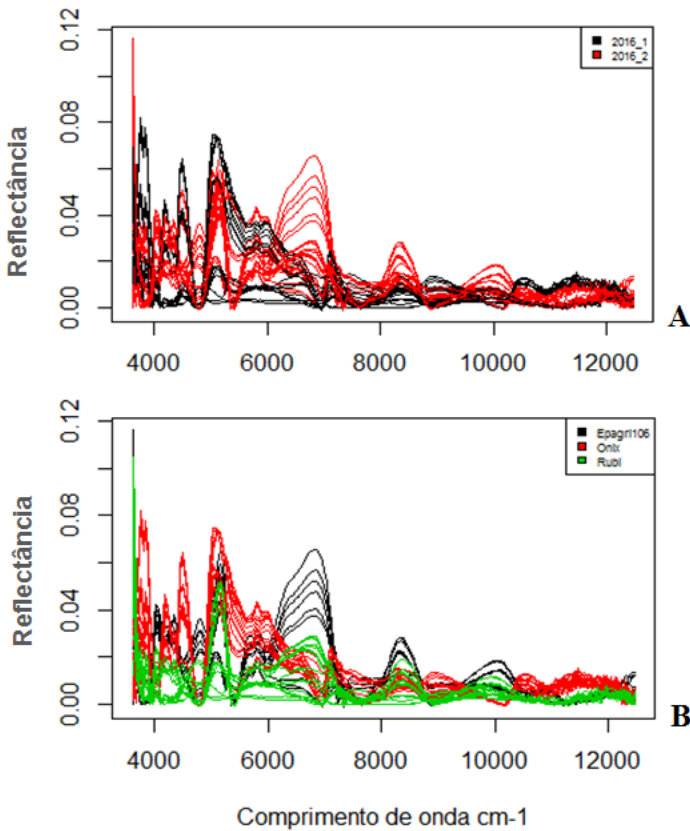 0.12
0.08
0.04
0.00
Reflectância
2016_1
2016_2
4000 6000 8000 10000 12000
A
0.12
0.08
0.04
0.00
Reflectância
Epagri106
Onix
Rubi
4000 6000 8000 10000 12000
B
Comprimento de onda cm-1